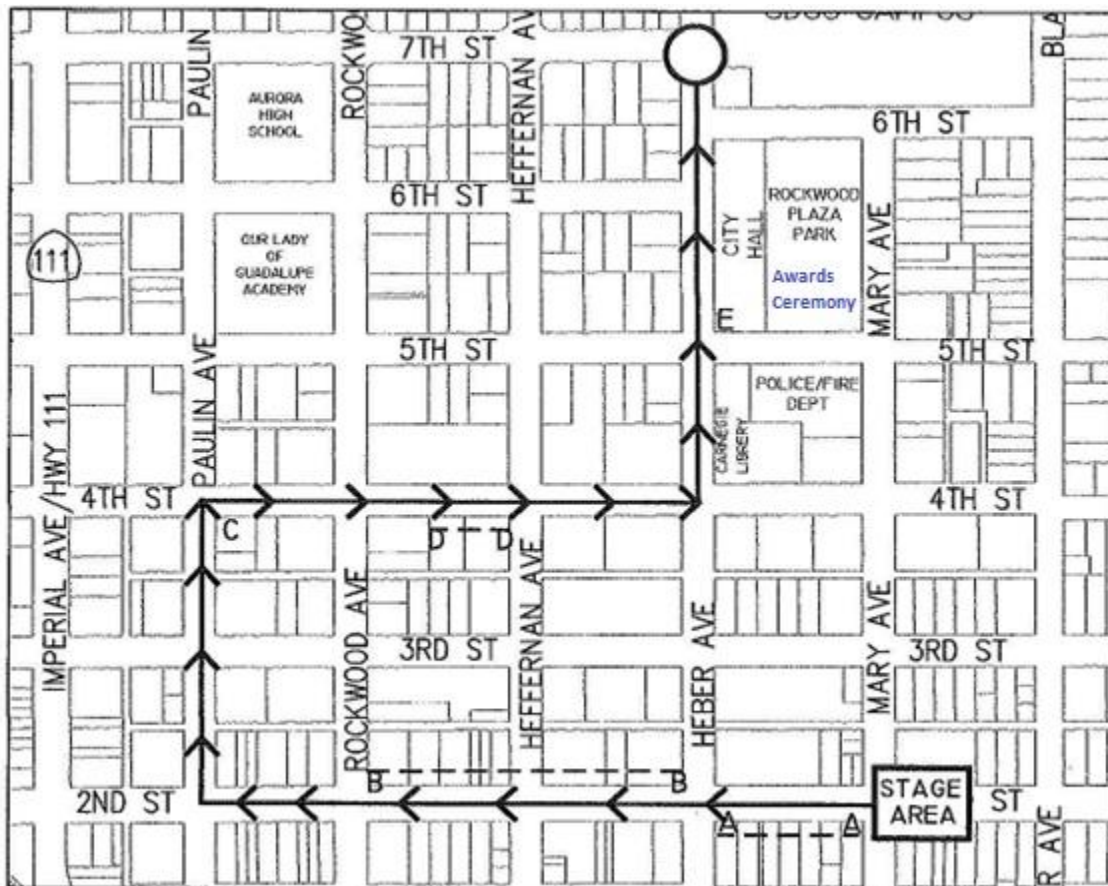 PAULIN
7TH ST
HEFFERNAN AV
AURORA
HIGH
SCHOOL
6TH ST
6TH ST
111
OUR LADY
OF
GUADALUPE
ACADEMY
CITY
HALL
ROCKWOOD
PLAZA
PARK
Awards
Ceremony
MARY AVE
E
5TH ST
5TH ST
PAULIN AVE
POLICE/FIRE
DEPT
CARNEGIE
LIBRERY
IMPERIAL AVE/HWY 111
4TH ST
4TH ST
C
D
D
ROCKWOOD AVE
HEFFERNAN AVE
HEBER AVE
MARY AVE
3RD ST
3RD ST
B
B
2ND ST
STAGE
AREA
ST
A
A
R AVE